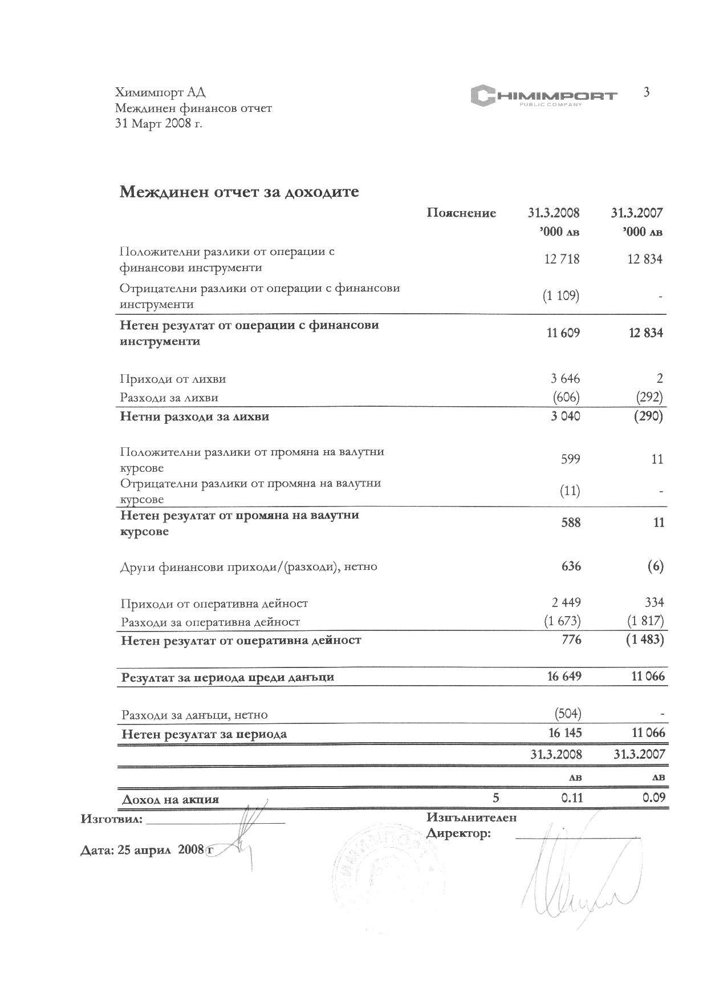 Химимпорт АД
CHIMIMPORT
PUBLIC COMPANY
3
Междинен финансов отчет
31 Март 2008 г.
Междинен отчет за доходите
Пояснение 31.3.2008 31.3.2007
’000 лв ’000 лв
Положителни разлики от операции с
финансови инструменти 12 718 12 834
Отрицателни разлики от операции с финансови
инструменти (1 109) -
Нетен резултат от операции с финансови
инструменти 11 609 12 834
Приходи от лихви 3 646 2
Разходи за лихви (606) (292)
Нетни разходи за лихви 3 040 (290)
Положителни разлики от промяна на валутни
курсове 599 11
Отрицателни разлики от промяна на валутни
курсове (11) -
Нетен резултат от промяна на валутни
курсове 588 11
Други финансови приходи/(разходи), нетно 636 (6)
Приходи от оперативна дейност 2 449 334
Разходи за оперативна дейност (1 673) (1 817)
Нетен резултат от оперативна дейност 776 (1 483)
Резултат за периода преди данъци 16 649 11 066
Разходи за данъци, нетно (504) -
Нетен резултат за периода 16 145 11 066
31.3.2008 31.3.2007
лв лв
Доход на акция 5 0.11 0.09
Изготвил: Изпълнителен
Директор:
Дата: 25 април 2008 г